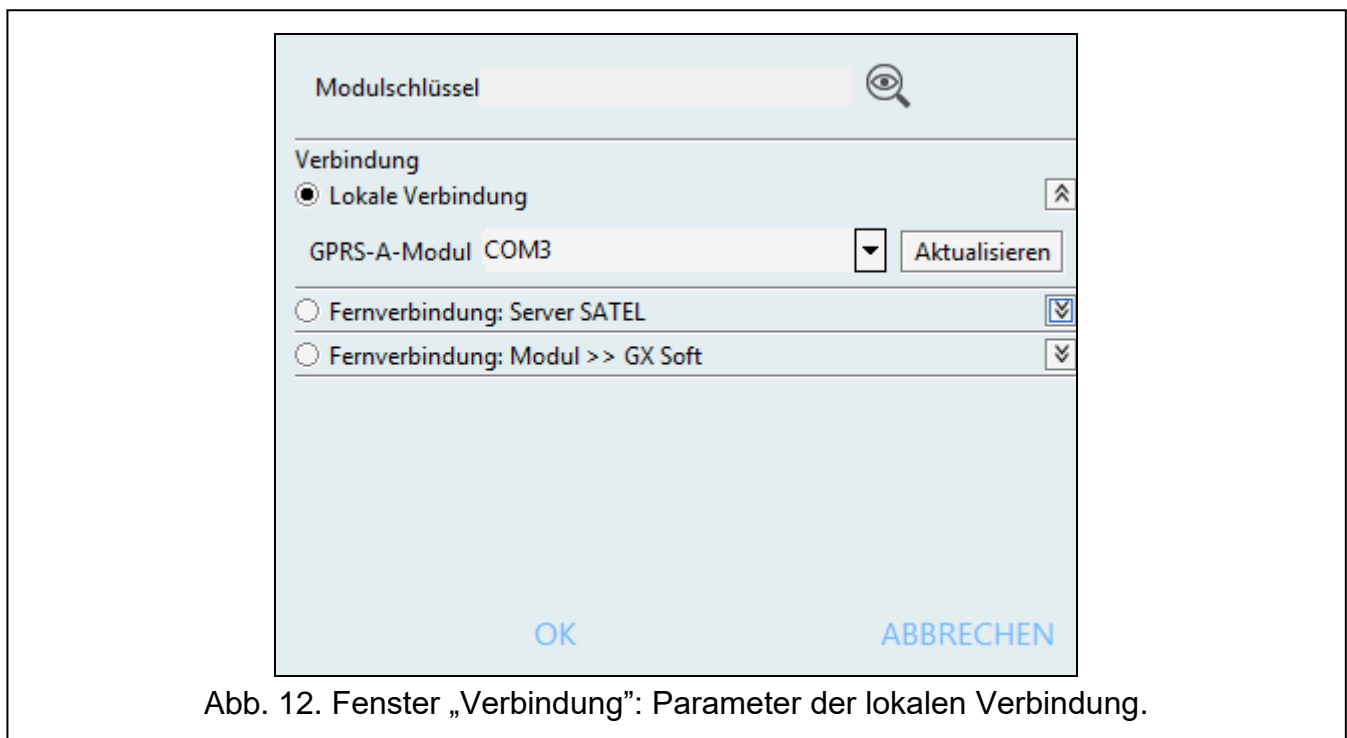 Modulschlüssel
Verbindung
Lokale Verbindung
GPRS-A-Modul COM3 Aktualisieren
Fernverbindung: Server SATEL
Fernverbindung: Modul >> GX Soft
OK ABBRECHEN
Abb. 12. Fenster „Verbindung”: Parameter der lokalen Verbindung.